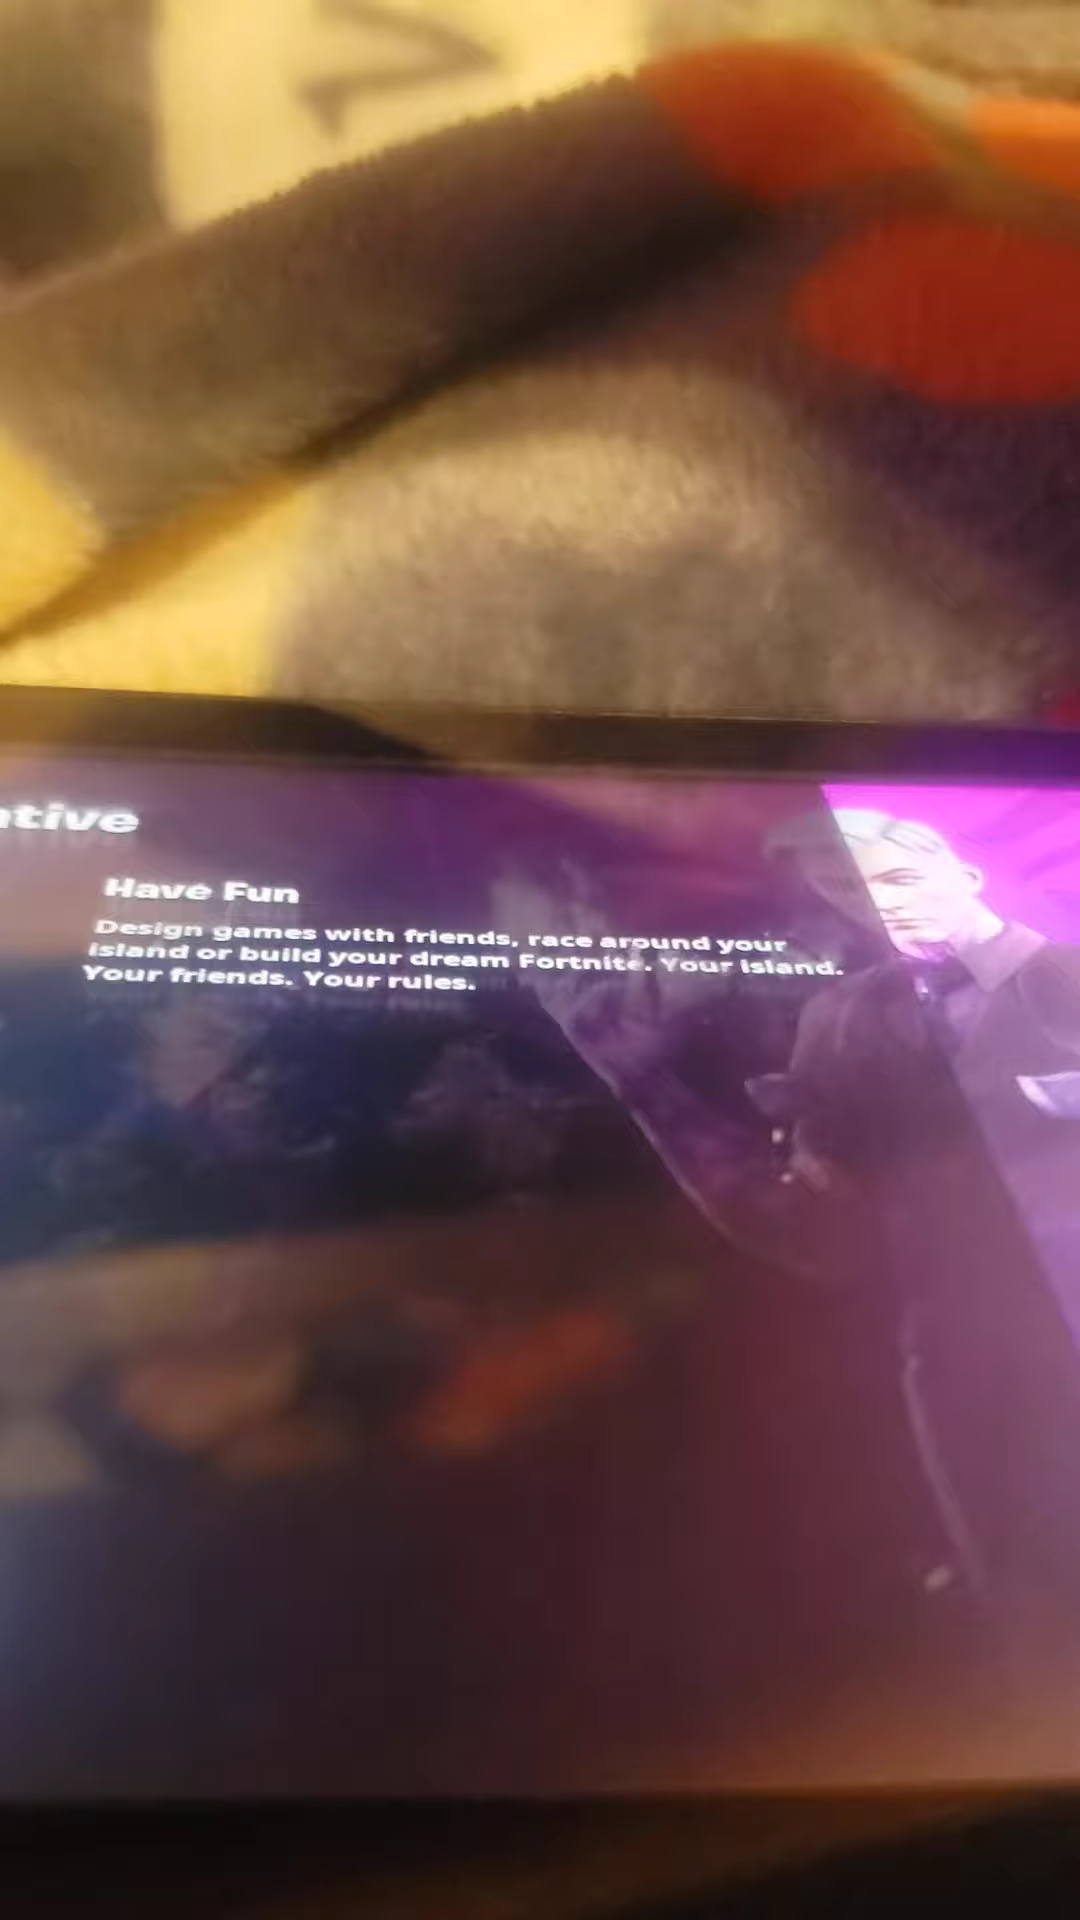 ative
Have Fun
Design games with friends, race around your
island or build your dream Fortnite. Your island.
Your friends. Your rules.